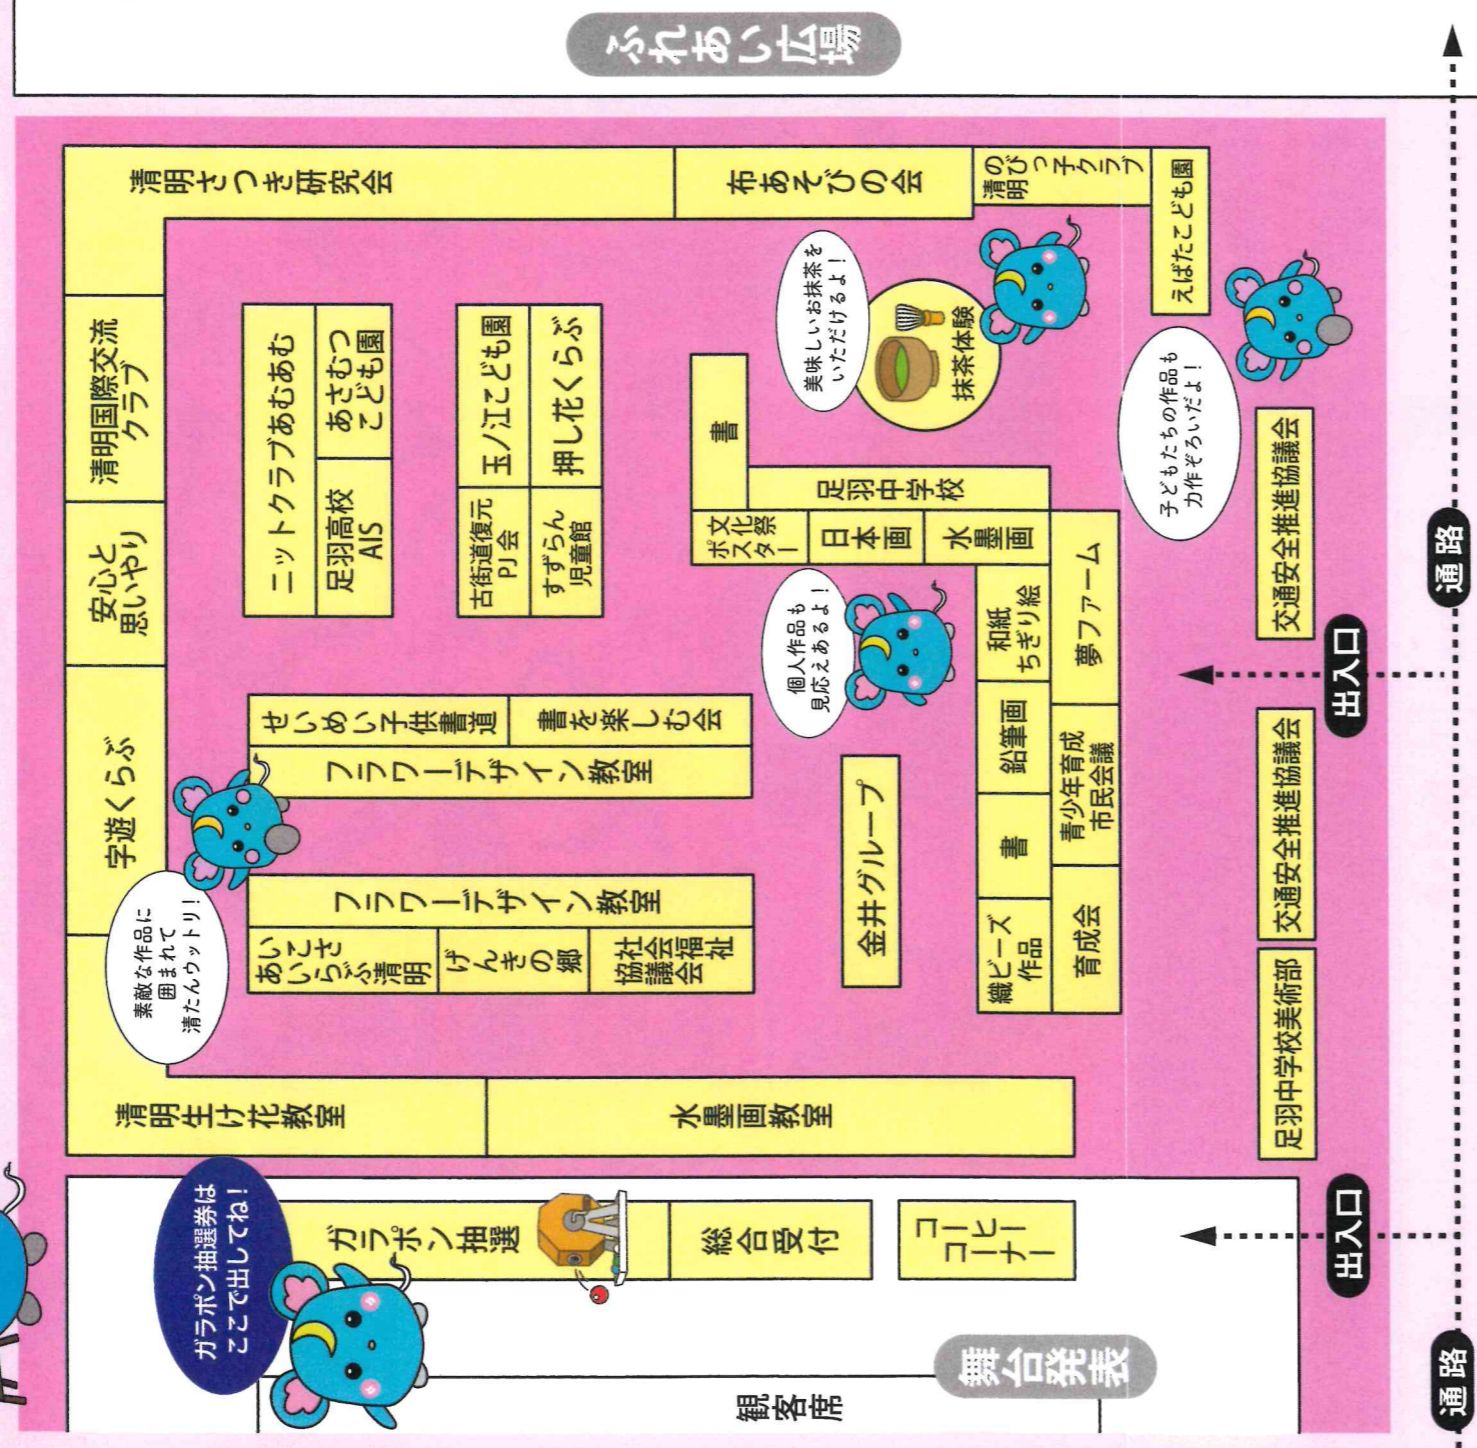 ふれあい広場
清明さつき研究会
布あそびの会
清明
のびっ子クラブ
えばたこども園
清明国際交流
クラブ
安心と
思いやり
字遊くらぶ
ニットクラブあむあむ
足羽高校
AIS
あさむつ
こども園
玉ノ江こども園
押し花くらぶ
古街道復元
PJ会
すずらん
児童館
美味しいお抹茶を
いただけるよ!
抹茶体験
書
足羽中学校
文化祭
ポスター
日本画
水墨画
子どもたちの作品も
力作ぞろいだよ!
交通安全推進協議会
通路
出入口
個人作品も
見応えあるよ!
和紙
ちぎり絵
夢ファーム
鉛筆画
青少年育成
市民会議
書
織ビーズ
作品
育成会
せいめい子供書道
書を楽しむ会
フラワーデザイン教室
フラワーデザイン教室
あいこさ
いらぶ清明
げんきの郷
社会福祉
協議会
金井グループ
交通安全推進協議会
足羽中学校美術部
素敵な作品に
囲まれて
清たんウットリ!
清明生け花教室
水墨画教室
ガラポン抽選券は
ここで出してね!
ガラポン抽選
総合受付
コーヒー
コーナー
出入口
舞台発表
観客席
通路